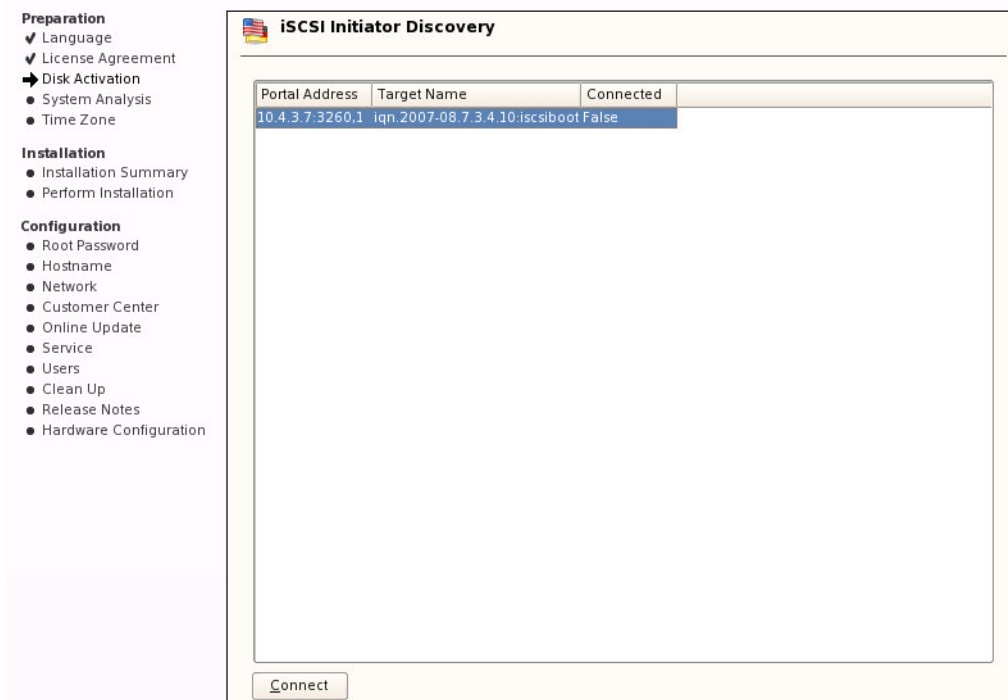 Preparation
Language
License Agreement
Disk Activation
System Analysis
Time Zone
Installation
Installation Summary
Perform Installation
Configuration
Root Password
Hostname
Network
Customer Center
Online Update
Service
Users
Clean Up
Release Notes
Hardware Configuration
iSCSI Initiator Discovery
Portal Address Target Name Connected
10.4.3.7:3260,1 iqn.2007-08.7.3.4.10:iscsiboot False
Connect